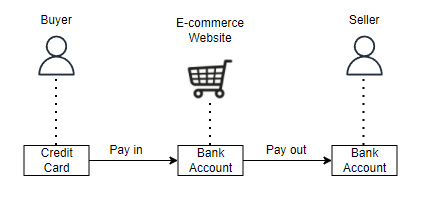 Buyer
E-commerce
Website
Seller
Credit
Card
Pay in
Bank
Account
Pay out
Bank
Account